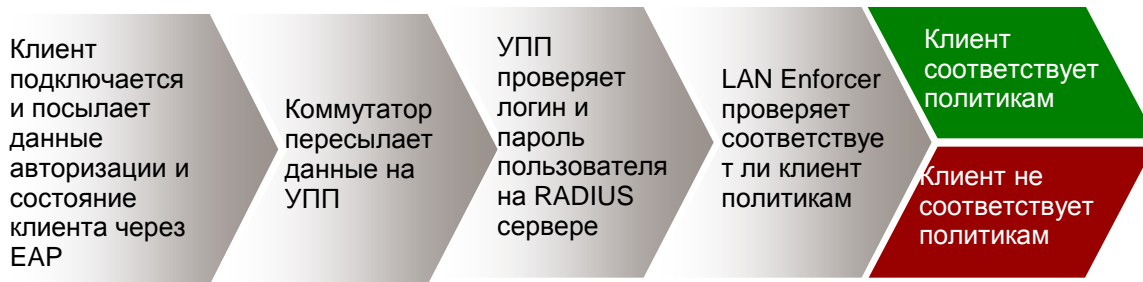 Клиент
подключается
и посылает
данные
авторизации и
состояние
клиента через
EAP
Коммутатор
пересылает
данные на
УПП
УПП
проверяет
логин и
пароль
пользователя
на RADIUS
сервере
LAN Enforcer
проверяет
соответствуе
т ли клиент
политикам
Клиент
соответствует
политикам
Клиент не
соответствует
политикам